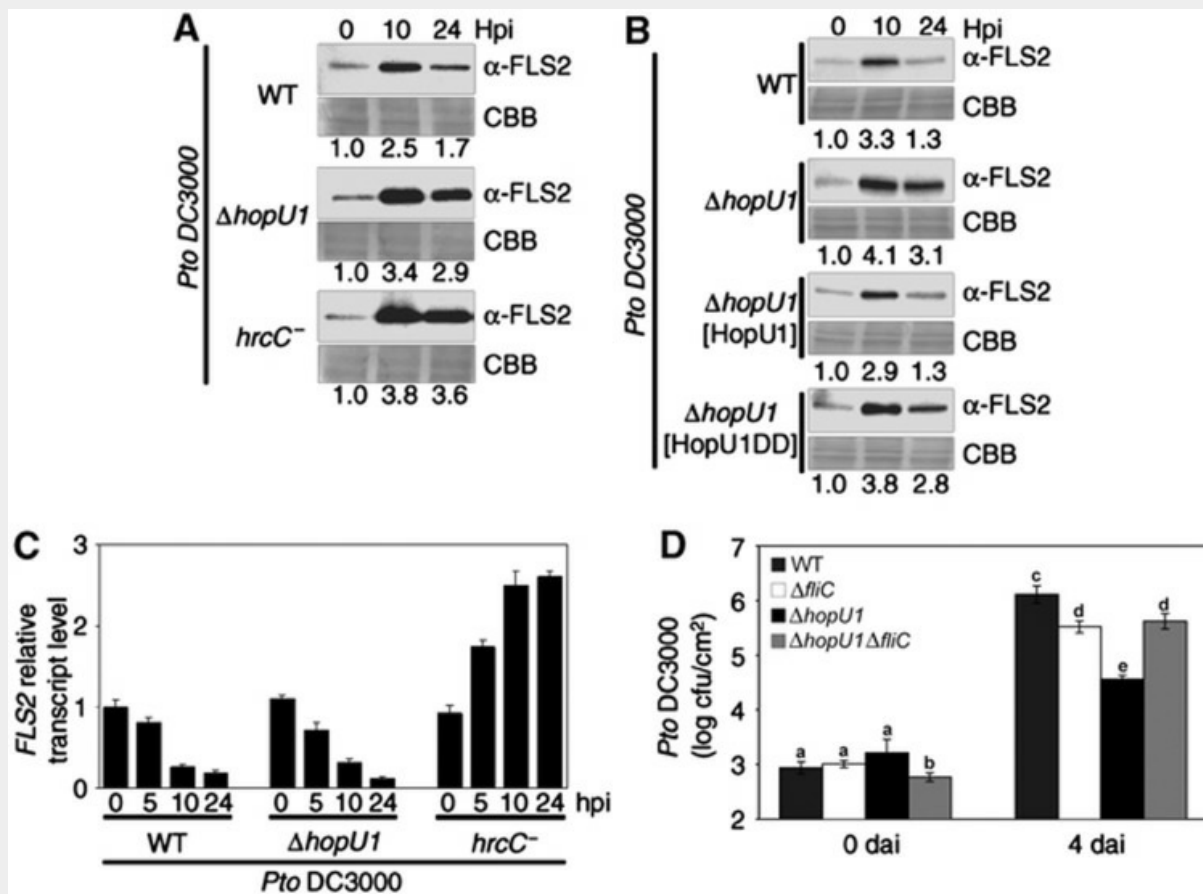 A
0 10 24 Hpi
Pto DC3000
WT
α-FLS2
CBB
1.0 2.5 1.7
ΔhopU1
α-FLS2
CBB
1.0 3.4 2.9
hrcC⁻
α-FLS2
CBB
1.0 3.8 3.6
B
0 10 24 Hpi
Pto DC3000
WT
α-FLS2
CBB
1.0 3.3 1.3
ΔhopU1
α-FLS2
CBB
1.0 4.1 3.1
ΔhopU1
[HopU1]
α-FLS2
CBB
1.0 2.9 1.3
ΔhopU1
[HopU1DD]
α-FLS2
CBB
1.0 3.8 2.8
C
FLS2 relative
transcript level
3
2
1
0
0 5 10 24 0 5 10 24 0 5 10 24 hpi
WT ΔhopU1 hrcC⁻
Pto DC3000
D
Pto DC3000
(log cfu/cm²)
7
6
5
4
3
2
WT
ΔfliC
ΔhopU1
ΔhopU1ΔfliC
a a a b
c d e d
0 dai 4 dai